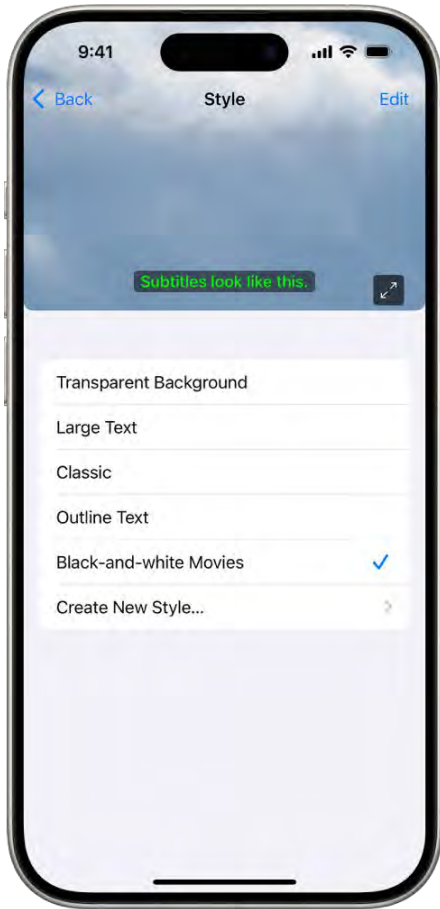 9:41
Back
Style
Edit
Subtitles look like this.
Transparent Background
Large Text
Classic
Outline Text
Black-and-white Movies
Create New Style...